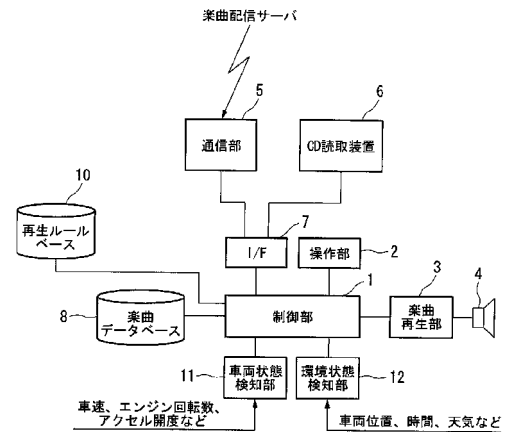 楽曲配信サーバ
5
6
通信部
CD読取装置
10
再生ルール
ベース
7
I/F
操作部
2
1
3
4
8
楽曲
データベース
制御部
楽曲
再生部
11
車両状態
検知部
環境状態
検知部
12
車速、エンジン回転数、
アクセル開度など
車両位置、時間、天気など